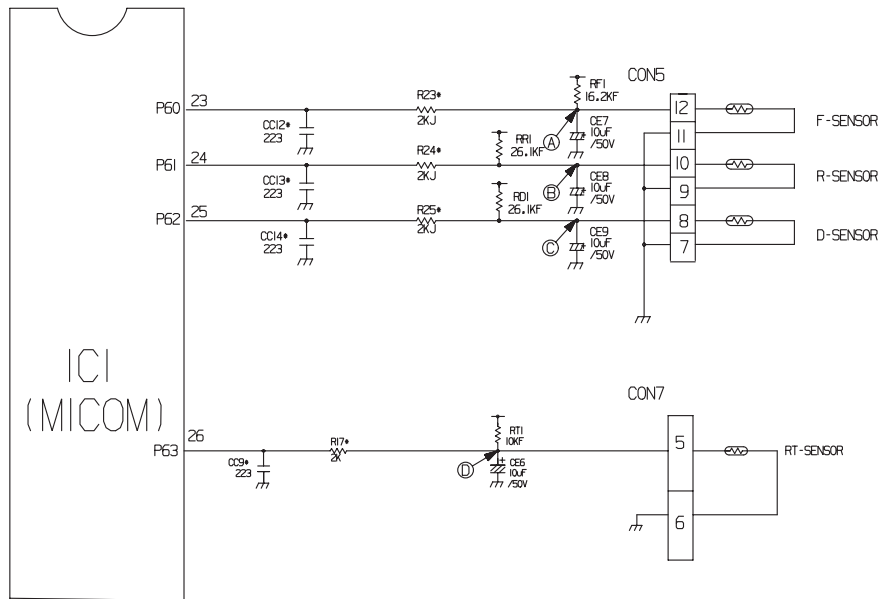 CON5
RF1
16.2KF
P60
23
R23*
2KJ
CC12*
223
A
CE7
10uF
/50V
12
11
F-SENSOR
P61
24
R24*
2KJ
RR1
26.1KF
CC13*
223
B
CE8
10uF
/50V
10
9
R-SENSOR
P62
25
R25*
2KJ
RD1
26.1KF
CC14*
223
C
CE9
10uF
/50V
8
7
D-SENSOR
IC1
(MICOM)
CON7
P63
26
R17*
2K
CC9*
223
RT1
10KF
D
CE6
10uF
/50V
5
6
RT-SENSOR